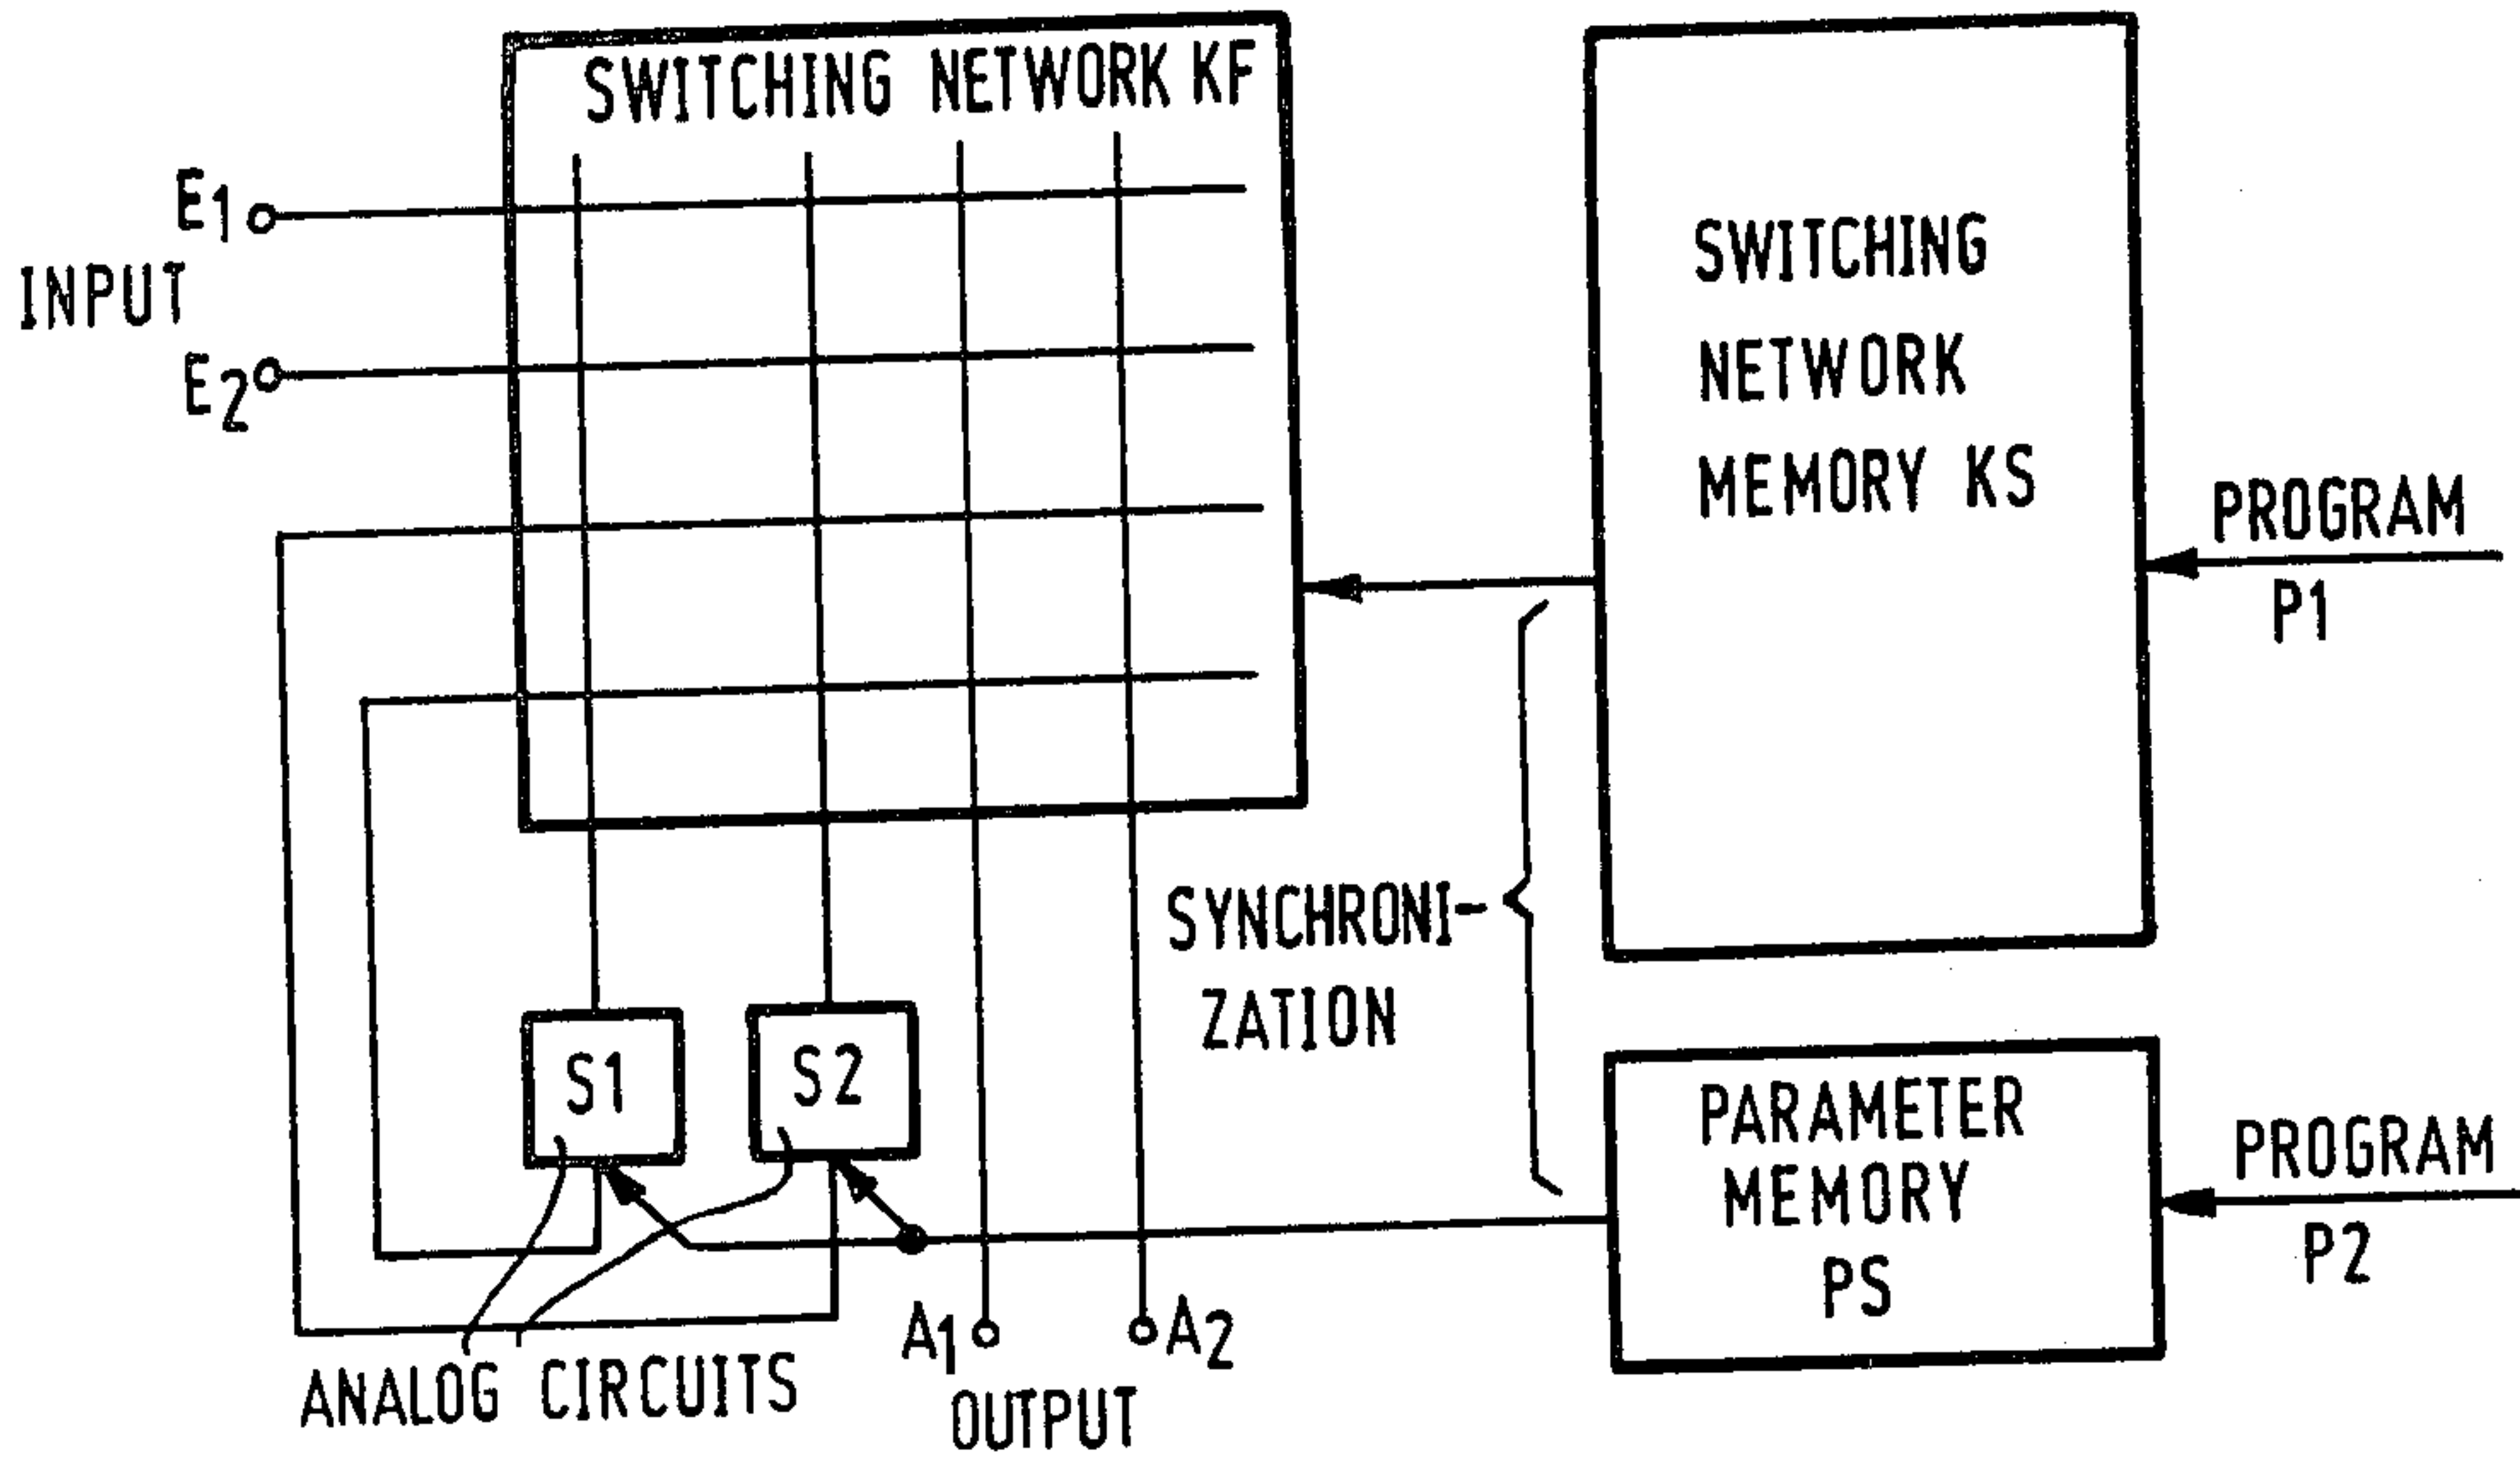 SWITCHING NETWORK KF
E1
INPUT
E2
SWITCHING
NETWORK
MEMORY KS
PROGRAM
P1
SYNCHRONI-
ZATION
S1
S2
PARAMETER
MEMORY
PS
PROGRAM
P2
A1
A2
ANALOG CIRCUITS
OUTPUT